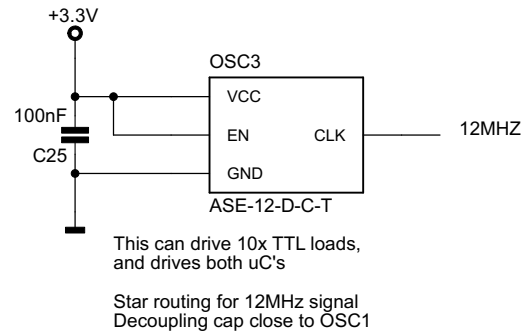 +3.3V
OSC3
VCC
100nF
EN
CLK
12MHZ
C25
GND
ASE-12-D-C-T
This can drive 10x TTL loads,
and drives both uC's
Star routing for 12MHz signal
Decoupling cap close to OSC1